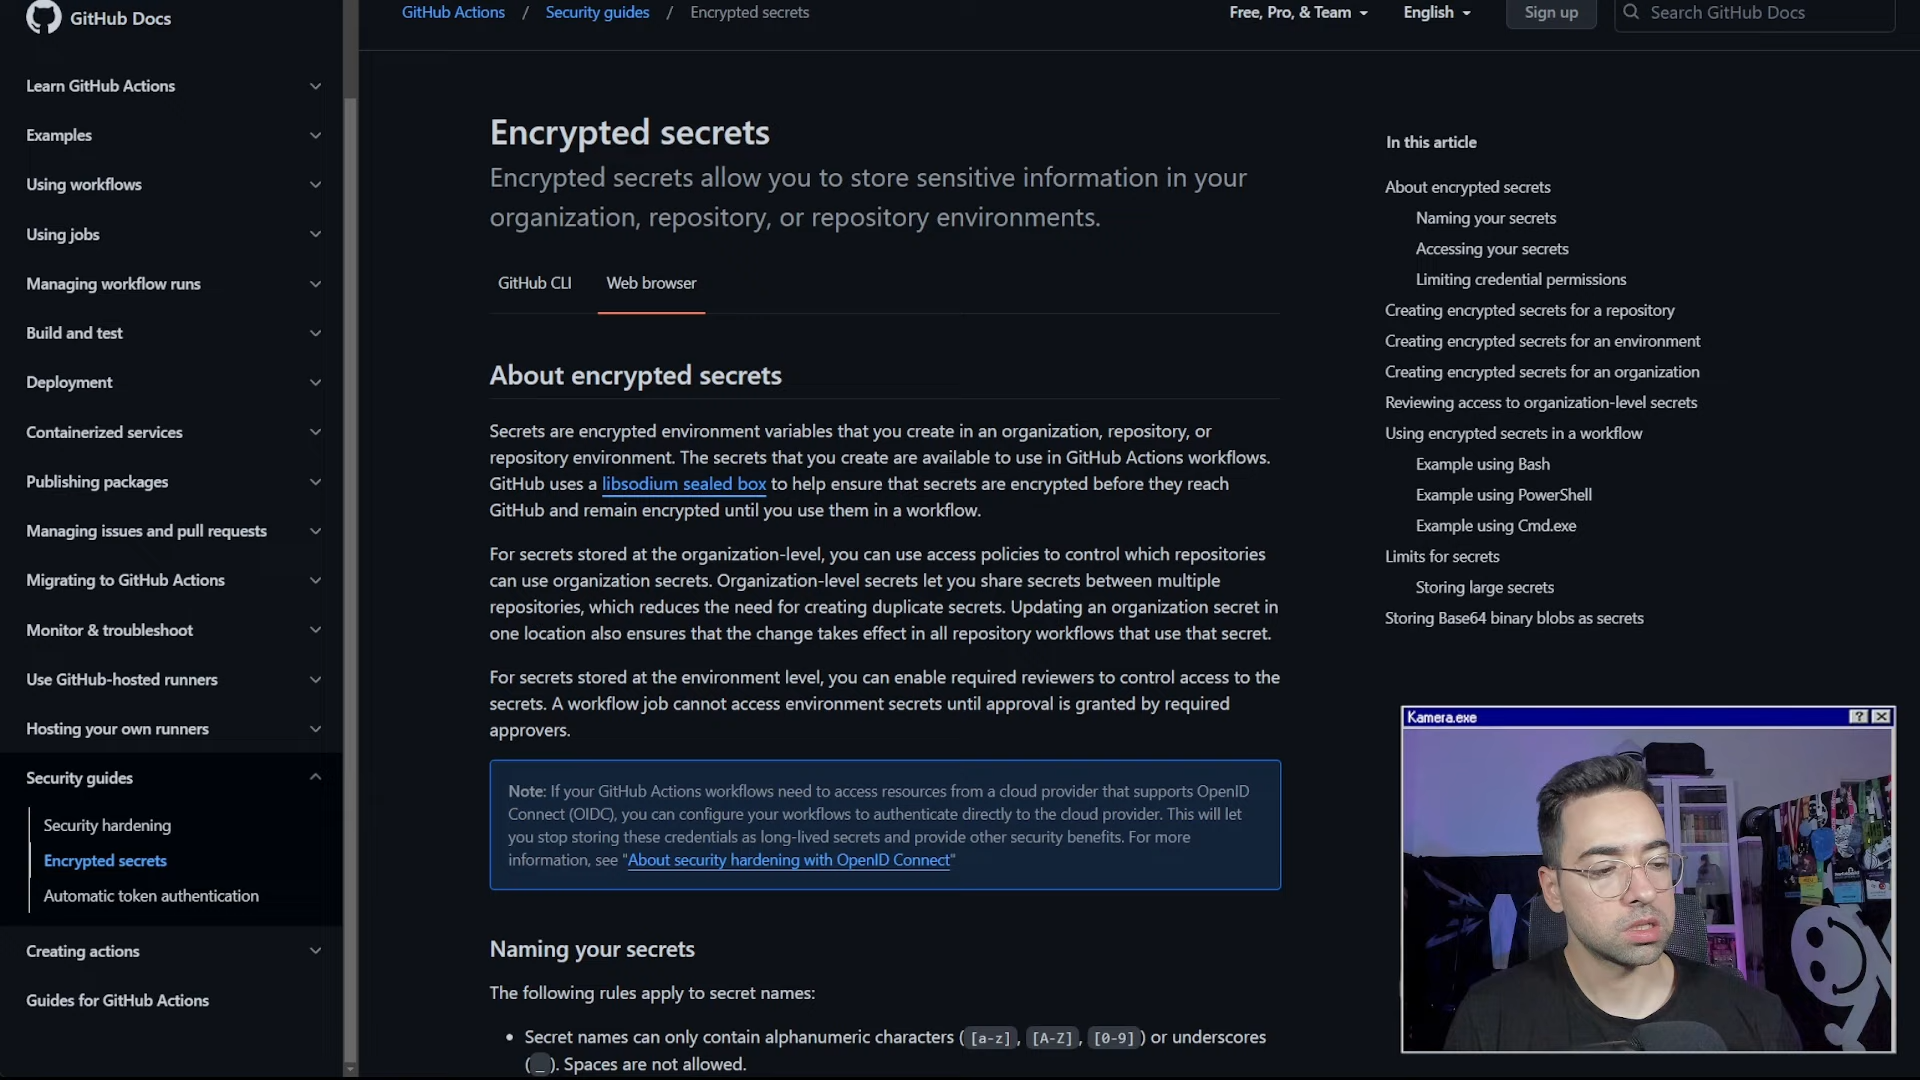 GitHub Docs
GitHub Actions / Security guides / Encrypted secrets
Free, Pro, & Team
English
Sign up
Search GitHub Docs
Learn GitHub Actions
Examples
Using workflows
Using jobs
Managing workflow runs
Build and test
Deployment
Containerized services
Publishing packages
Managing issues and pull requests
Migrating to GitHub Actions
Monitor & troubleshoot
Use GitHub-hosted runners
Hosting your own runners
Security guides
Security hardening
Encrypted secrets
Automatic token authentication
Creating actions
Guides for GitHub Actions
Encrypted secrets
Encrypted secrets allow you to store sensitive information in your
organization, repository, or repository environments.
GitHub CLI
Web browser
About encrypted secrets
Secrets are encrypted environment variables that you create in an organization, repository, or
repository environment. The secrets that you create are available to use in GitHub Actions workflows.
GitHub uses a libsodium sealed box to help ensure that secrets are encrypted before they reach
GitHub and remain encrypted until you use them in a workflow.
For secrets stored at the organization-level, you can use access policies to control which repositories
can use organization secrets. Organization-level secrets let you share secrets between multiple
repositories, which reduces the need for creating duplicate secrets. Updating an organization secret in
one location also ensures that the change takes effect in all repository workflows that use that secret.
For secrets stored at the environment level, you can enable required reviewers to control access to the
secrets. A workflow job cannot access environment secrets until approval is granted by required
approvers.
Note: If your GitHub Actions workflows need to access resources from a cloud provider that supports OpenID
Connect (OIDC), you can configure your workflows to authenticate directly to the cloud provider. This will let
you stop storing these credentials as long-lived secrets and provide other security benefits. For more
information, see "About security hardening with OpenID Connect"
Naming your secrets
The following rules apply to secret names:
• Secret names can only contain alphanumeric characters ( [a-z] , [A-Z] , [0-9] ) or underscores
( _ ). Spaces are not allowed.
In this article
About encrypted secrets
Naming your secrets
Accessing your secrets
Limiting credential permissions
Creating encrypted secrets for a repository
Creating encrypted secrets for an environment
Creating encrypted secrets for an organization
Reviewing access to organization-level secrets
Using encrypted secrets in a workflow
Example using Bash
Example using PowerShell
Example using Cmd.exe
Limits for secrets
Storing large secrets
Storing Base64 binary blobs as secrets
Kamera.exe